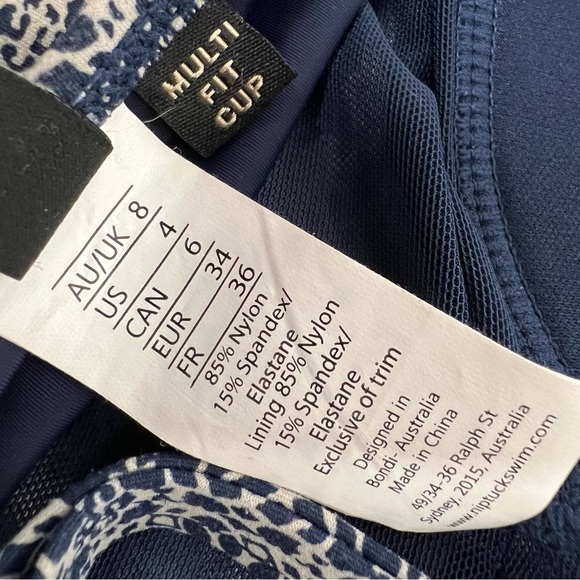 MULTI
FIT
CUP
AU/UK 8
US 4
CAN 6
EUR 34
FR 36
85% Nylon
15% Spandex/
Elastane
Lining 85% Nylon
15% Spandex/
Elastane
Exclusive of trim
Designed in
Bondi- Australia
Made in China
49/34-36 Ralph St
Sydney, 2015, Australia
www.niptuckswim.com